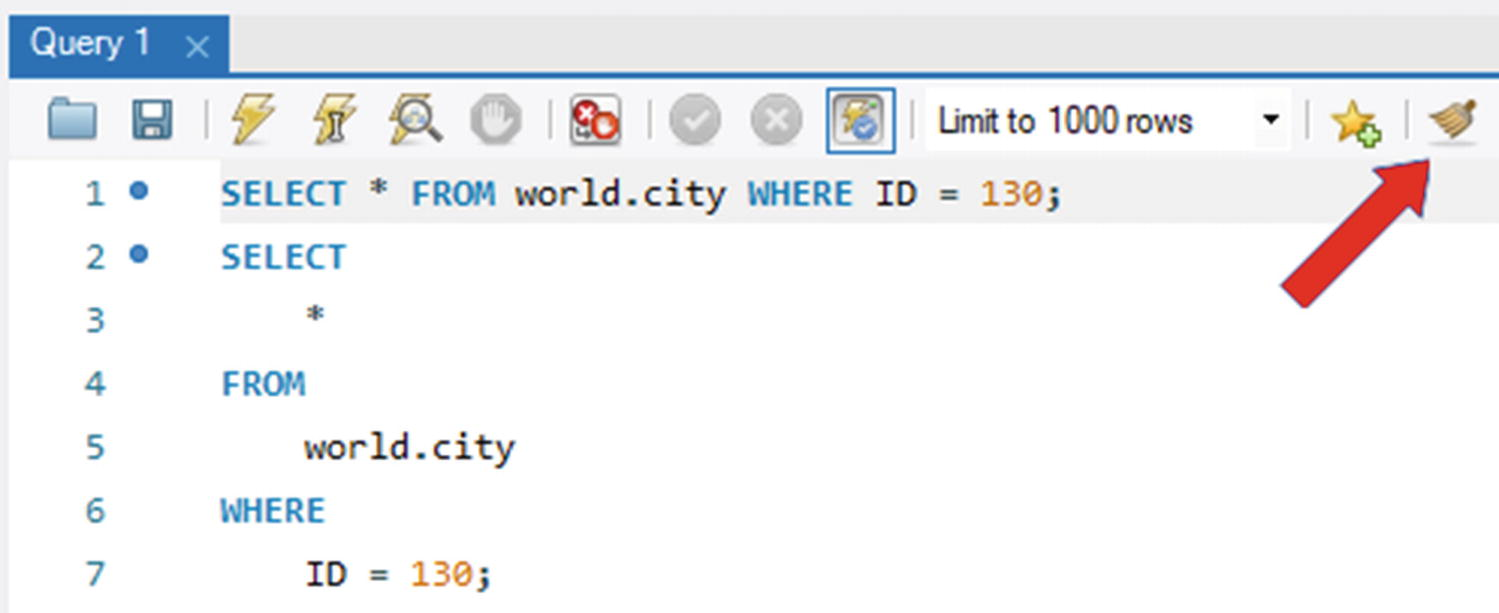 Query 1
Limit to 1000 rows
1 SELECT * FROM world.city WHERE ID = 130;
2 SELECT
3 *
4 FROM
5 world.city
6 WHERE
7 ID = 130;